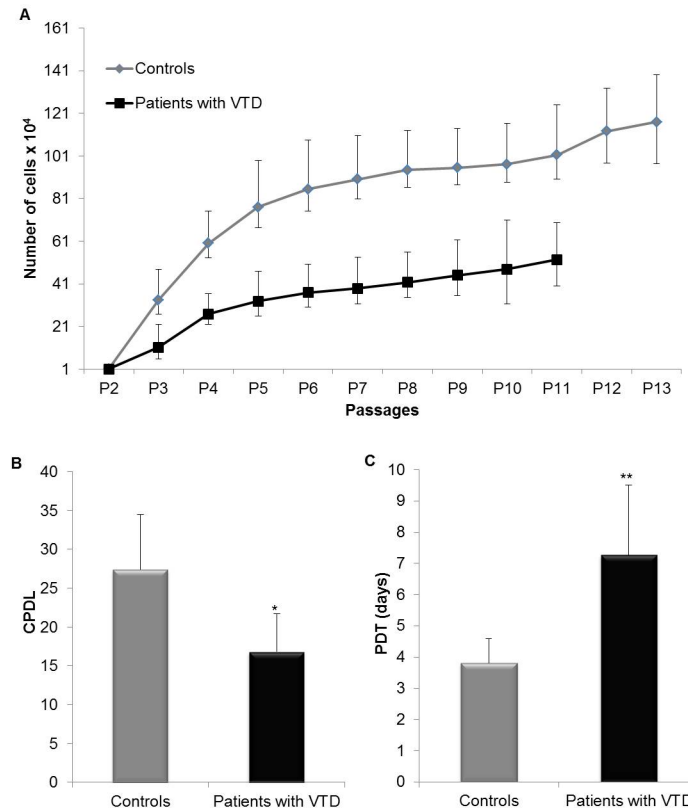 A
Number of cells x 10⁴
161
141
121
101
81
61
41
21
1
Controls
Patients with VTD
P2 P3 P4 P5 P6 P7 P8 P9 P10 P11 P12 P13
Passages
B
CPDL
40
35
30
25
20
15
10
5
0
*
Controls Patients with VTD
C
PDT (days)
10
9
8
7
6
5
4
3
2
1
0
**
Controls Patients with VTD